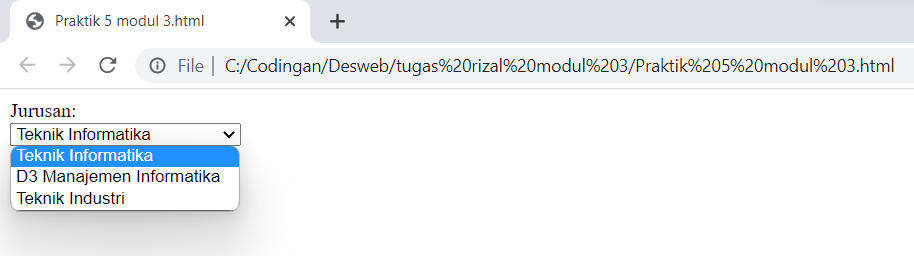 Praktik 5 modul 3.html
File | C:/Codingan/Desweb/tugas%20rizal%20modul%203/Praktik%205%20modul%203.html
Jurusan:
Teknik Informatika
Teknik Informatika
D3 Manajemen Informatika
Teknik Industri